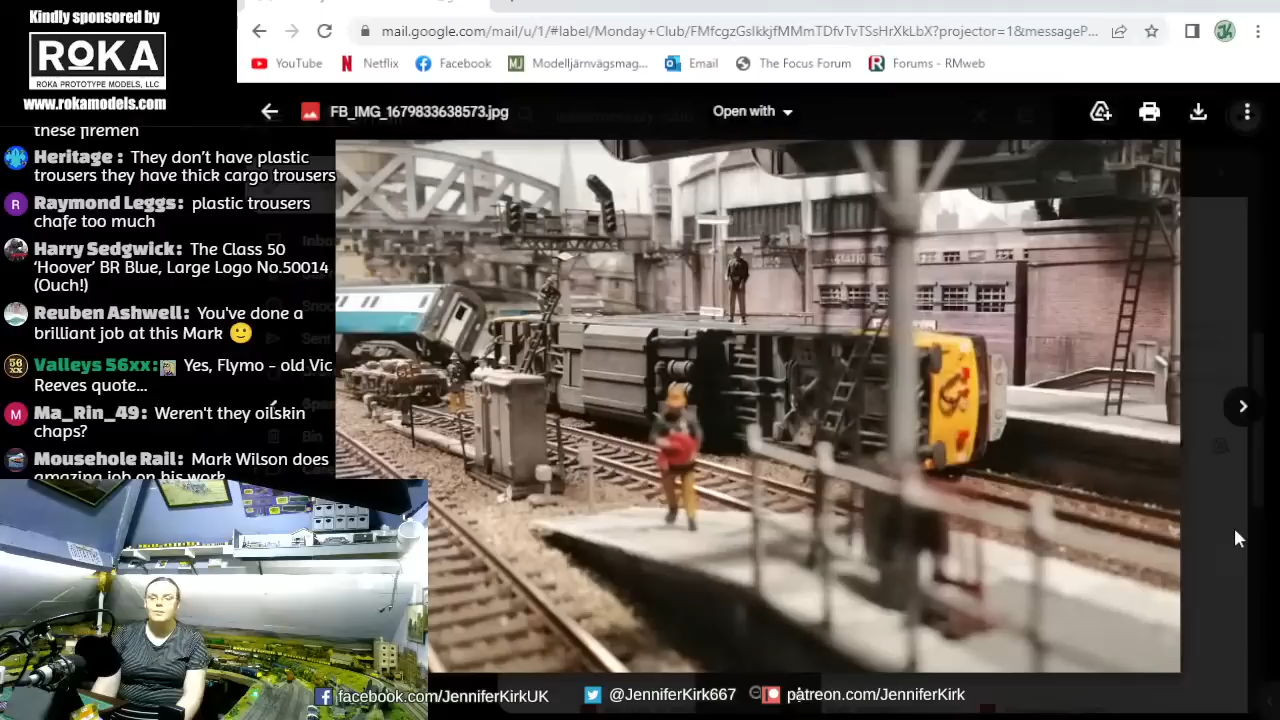 Kindly sponsored by
ROKA
ROKA PROTOTYPE MODELS, LLC
www.rokamodels.com
mail.google.com/mail/u/1/#label/Monday+Club/FMfcgzGslkkjfMMmTDfvTvTSsHrXkLbX?projector=1&messageP...
YouTube
Netflix
Facebook
Modelljärnvägsmag...
Email
The Focus Forum
Forums - RMweb
FB_IMG_1679833638573.jpg
Open with
these firemen
Heritage : They don't have plastic
trousers they have thick cargo trousers
Raymond Leggs: plastic trousers
chafe too much
Harry Sedgwick: The Class 50
'Hoover' BR Blue, Large Logo No.50014
(Ouch!)
Reuben Ashwell: You've done a
brilliant job at this Mark 🙂
Valleys 56xx: Yes, Flymo - old Vic
Reeves quote...
Ma_Rin_49: Weren't they oilskin
chaps?
Mousehole Rail: Mark Wilson does
amazing job on his work
facebook.com/JenniferKirkUK
@JenniferKirk667
patreon.com/JenniferKirk